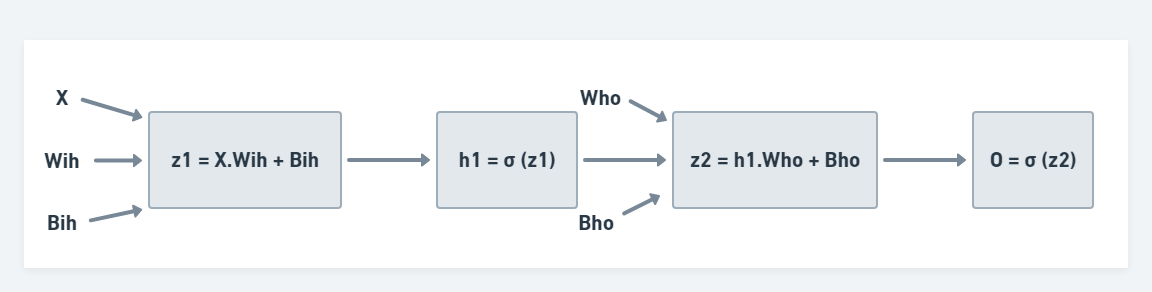 X
Wih
Bih
z1 = X.Wih + Bih
h1 = σ (z1)
Who
Bho
z2 = h1.Who + Bho
O = σ (z2)